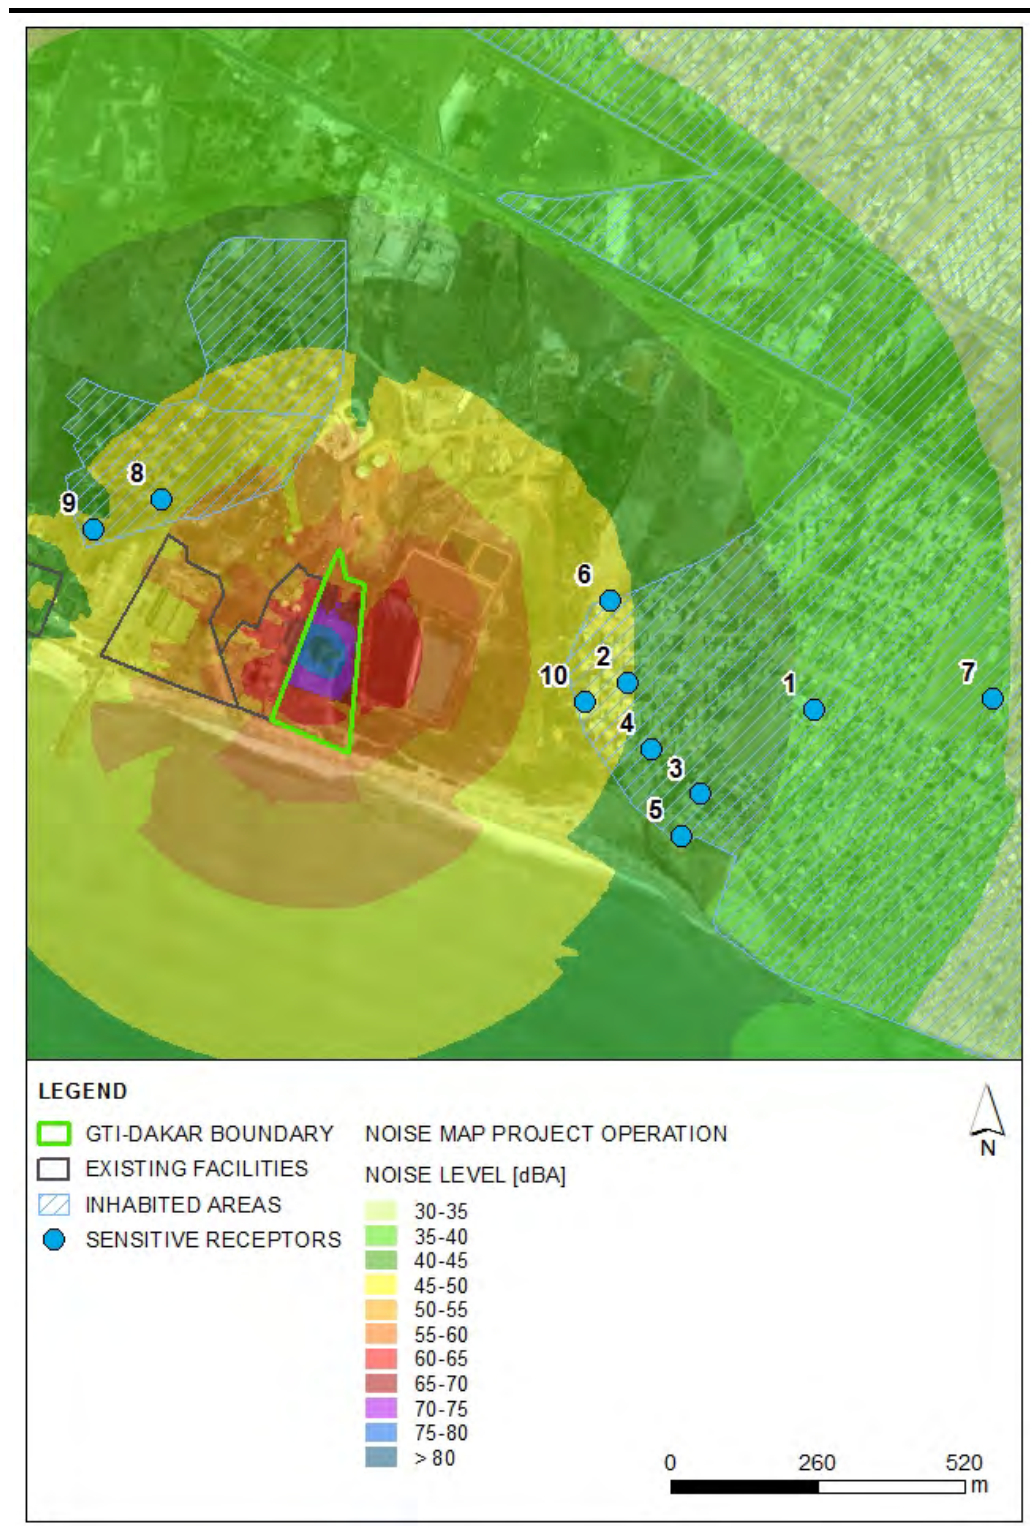 8
9
6
2
10
1
7
4
3
5
LEGEND
GTI-DAKAR BOUNDARY
EXISTING FACILITIES
INHABITED AREAS
SENSITIVE RECEPTORS
NOISE MAP PROJECT OPERATION
NOISE LEVEL [dBA]
30-35
35-40
40-45
45-50
50-55
55-60
60-65
65-70
70-75
75-80
> 80
N
0 260 520
m